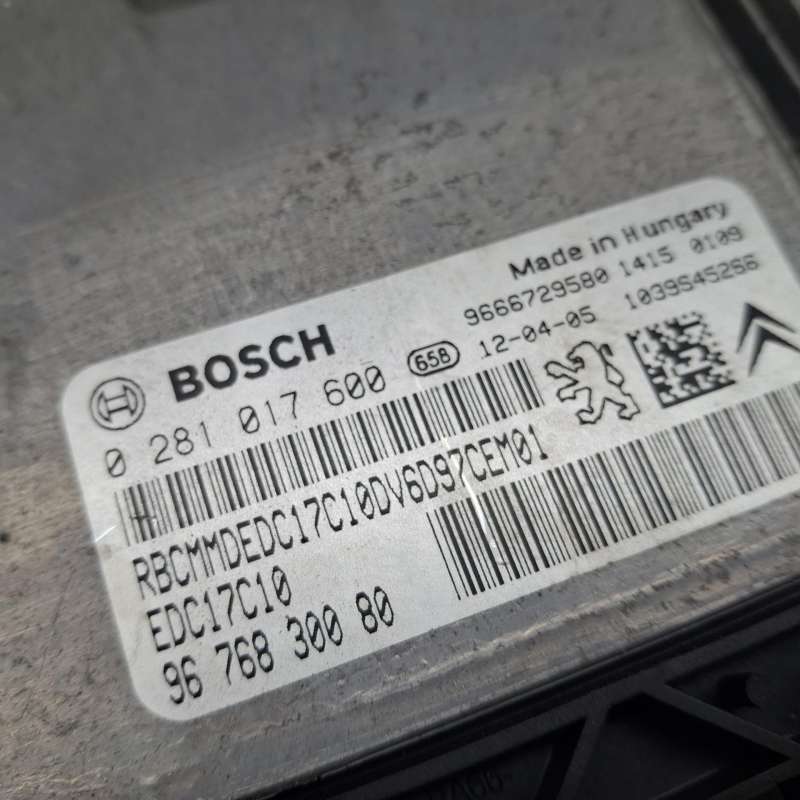 Made in Hungary
9666729580 1415 0109
BOSCH
658 12-04-05 1039S45266
0 281 017 600
RBCMMDEDC17C10DV6D97CEM01
EDC17C10
96 768 300 80